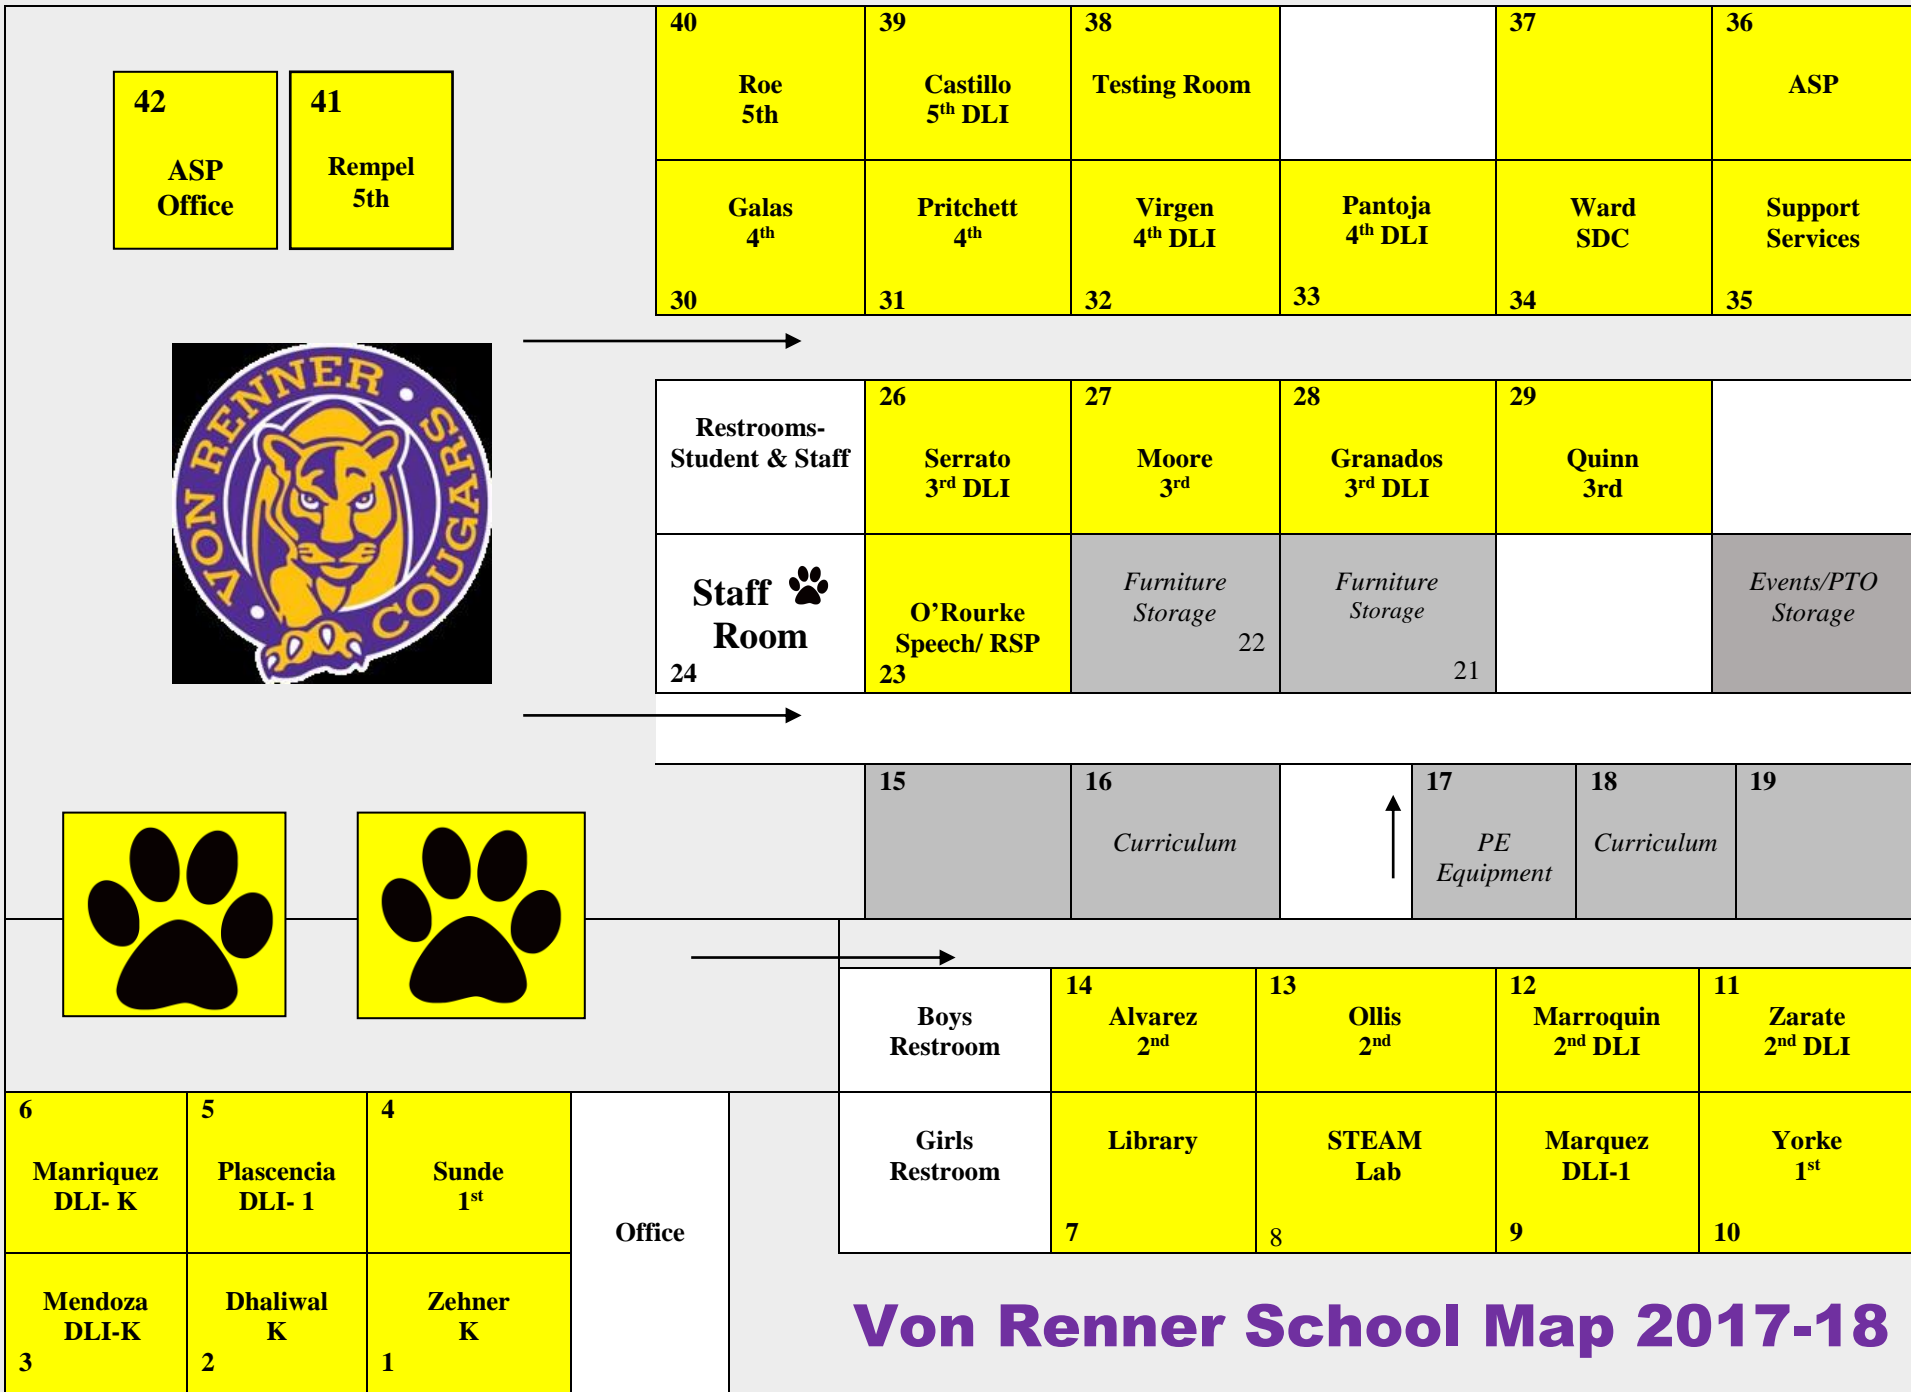 40
39
38
37
36
Roe
5th
Castillo
5th DLI
Testing Room
ASP
42
ASP
Office
41
Rempel
5th
Galas
4th
30
Pritchett
4th
31
Virgen
4th DLI
32
Pantoja
4th DLI
33
Ward
SDC
34
Support
Services
35
VON RENNER • COUGARS •
Restrooms-
Student & Staff
26
Serrato
3rd DLI
27
Moore
3rd
28
Granados
3rd DLI
29
Quinn
3rd
Staff
Room
24
O’Rourke
Speech/ RSP
23
Furniture
Storage
22
Furniture
Storage
21
Events/PTO
Storage
15
16
Curriculum
17
PE
Equipment
18
Curriculum
19
Boys
Restroom
14
Alvarez
2nd
13
Ollis
2nd
12
Marroquin
2nd DLI
11
Zarate
2nd DLI
6
Manriquez
DLI- K
5
Plascencia
DLI- 1
4
Sunde
1st
Office
Girls
Restroom
Library
7
STEAM
Lab
8
Marquez
DLI-1
9
Yorke
1st
10
Mendoza
DLI-K
3
Dhaliwal
K
2
Zehner
K
1
Von Renner School Map 2017-18